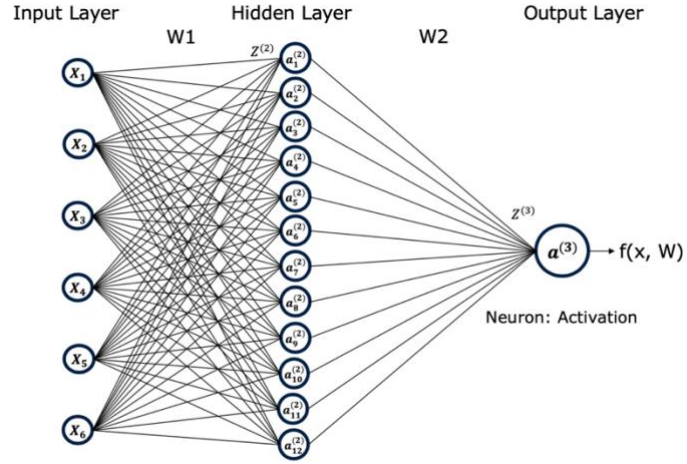 Input Layer
Hidden Layer
Output Layer
W1
W2
Z⁽²⁾
X₁
X₂
X₃
X₄
X₅
X₆
a₁⁽²⁾
a₂⁽²⁾
a₃⁽²⁾
a₄⁽²⁾
a₅⁽²⁾
a₆⁽²⁾
a₇⁽²⁾
a₈⁽²⁾
a₉⁽²⁾
a₁₀⁽²⁾
a₁₁⁽²⁾
a₁₂⁽²⁾
Z⁽³⁾
a⁽³⁾
f(x, W)
Neuron: Activation